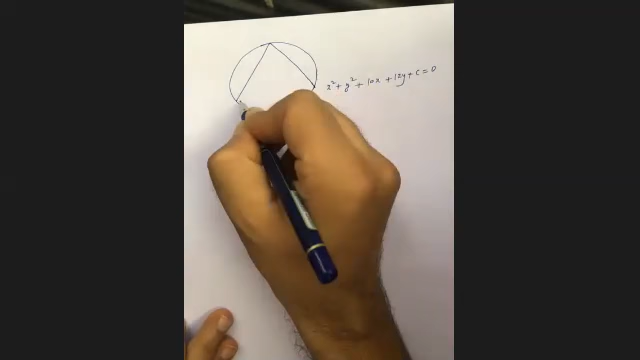 x² + y² + 10x + 12y + c = 0